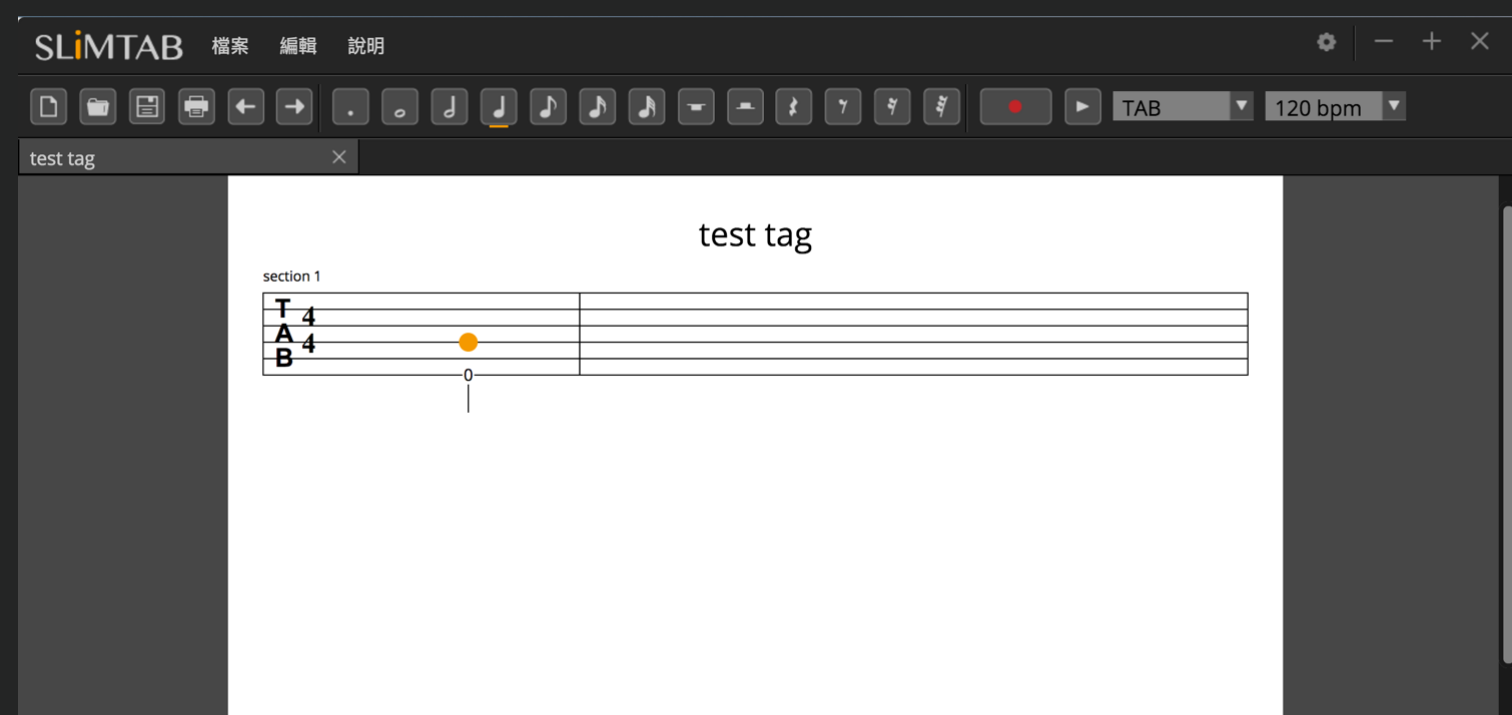 SLiMTAB 檔案 編輯 說明
TAB 120 bpm
test tag
test tag
section 1
T
4
A
4
B
0